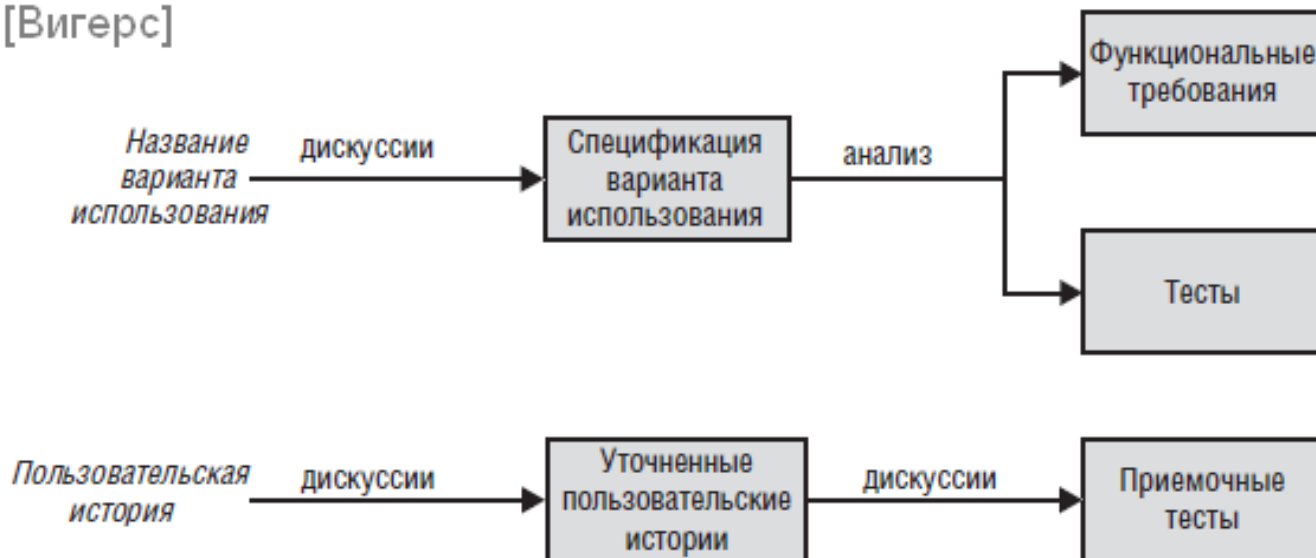 [Вигерс]
Название
варианта
использования
дискуссии
Спецификация
варианта
использования
анализ
Функциональные
требования
Тесты
Пользовательская
история
дискуссии
Уточненные
пользовательские
истории
дискуссии
Приемочные
тесты